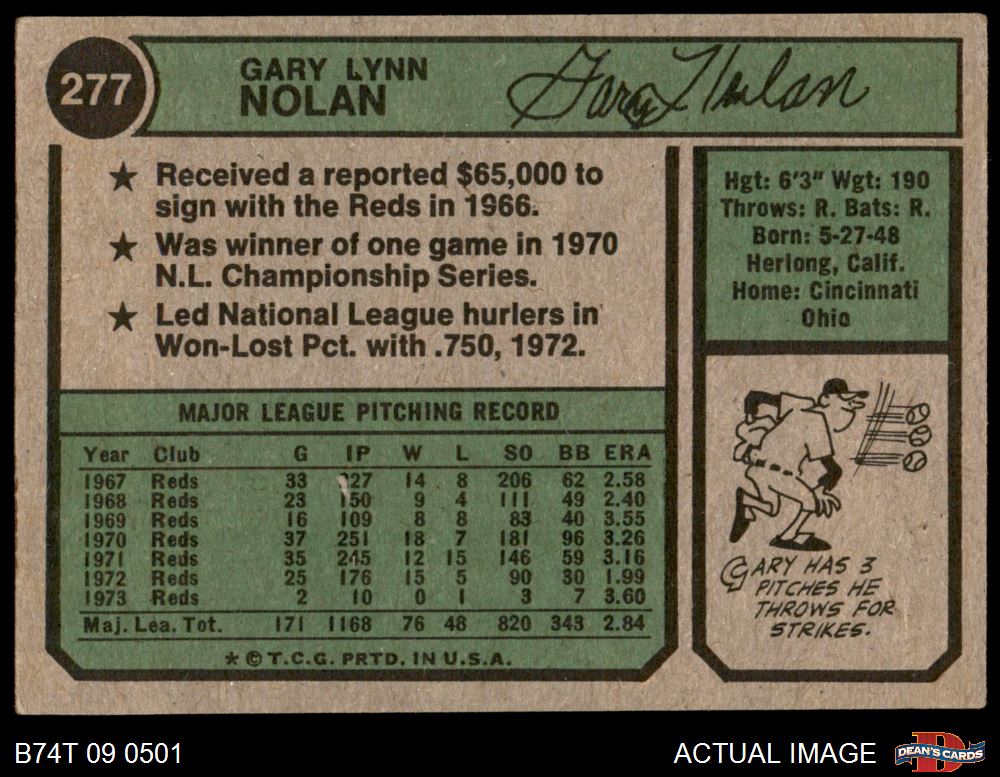 277
GARY LYNN
NOLAN
Gary Nolan
★ Received a reported $65,000 to
sign with the Reds in 1966.
★ Was winner of one game in 1970
N.L. Championship Series.
★ Led National League hurlers in
Won-Lost Pct. with .750, 1972.
Hgt: 6'3" Wgt: 190
Throws: R. Bats: R.
Born: 5-27-48
Herlong, Calif.
Home: Cincinnati
Ohio
MAJOR LEAGUE PITCHING RECORD
Year Club G IP W L SO BB ERA
1967 Reds 33 227 14 8 206 62 2.58
1968 Reds 23 150 9 4 111 49 2.40
1969 Reds 16 109 8 8 83 40 3.55
1970 Reds 37 251 18 7 181 96 3.26
1971 Reds 35 245 12 15 146 59 3.16
1972 Reds 25 176 15 5 90 30 1.99
1973 Reds 2 10 0 1 3 7 3.60
Maj. Lea. Tot. 171 1168 76 48 820 343 2.84
* © T.C.G. PRTD. IN U.S.A.
GARY HAS 3
PITCHES HE
THROWS FOR
STRIKES.
B74T 09 0501
ACTUAL IMAGE
DEAN'S CARDS